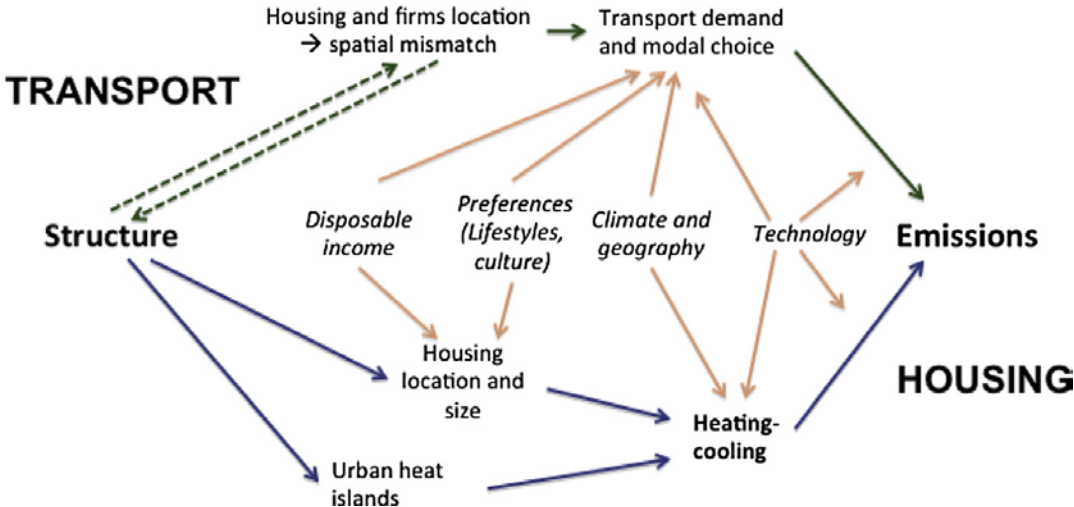 Housing and firms location
→ spatial mismatch
Transport demand
and modal choice
TRANSPORT
Structure
Disposable
income
Preferences
(Lifestyles,
culture)
Climate and
geography
Technology
Emissions
Housing
location and
size
HOUSING
Heating-
cooling
Urban heat
islands